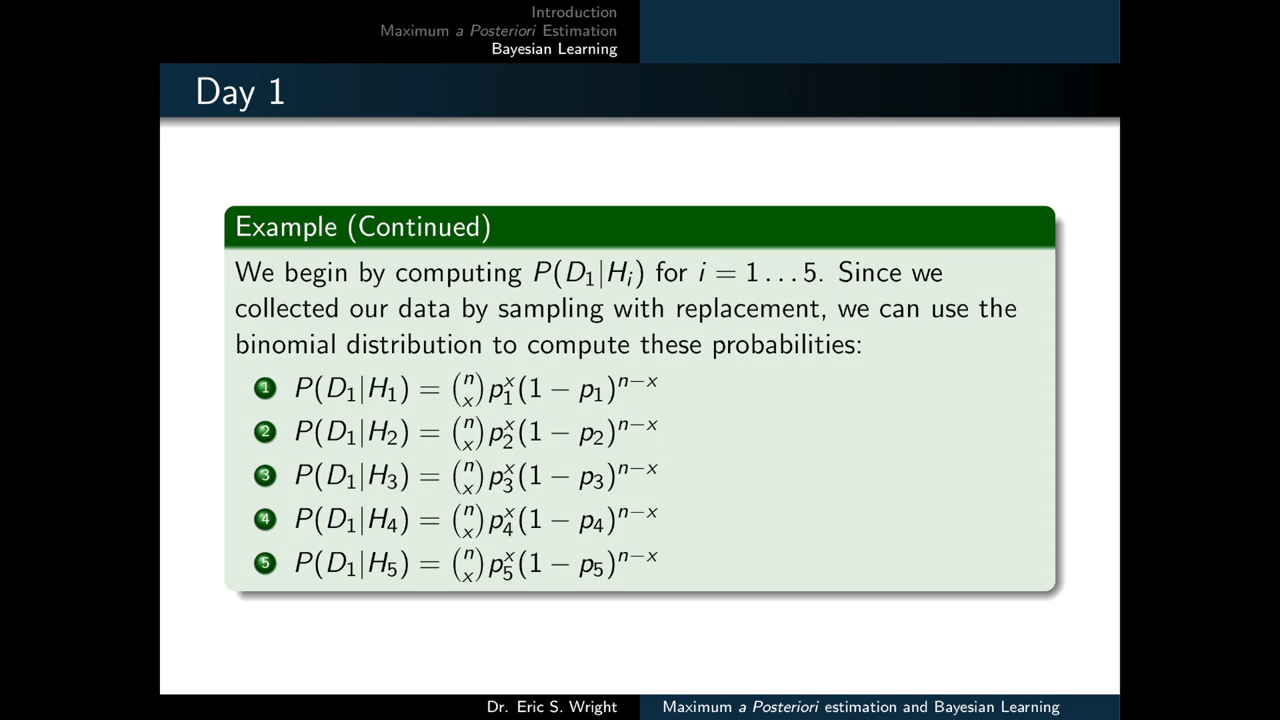 Introduction
Maximum a Posteriori Estimation
Bayesian Learning
Day 1
Example (Continued)
We begin by computing P(D₁|Hᵢ) for i = 1 . . . 5. Since we
collected our data by sampling with replacement, we can use the
binomial distribution to compute these probabilities:
1 P(D₁|H₁) = (n x) p₁ˣ(1 − p₁)ⁿ⁻ˣ
2 P(D₁|H₂) = (n x) p₂ˣ(1 − p₂)ⁿ⁻ˣ
3 P(D₁|H₃) = (n x) p₃ˣ(1 − p₃)ⁿ⁻ˣ
4 P(D₁|H₄) = (n x) p₄ˣ(1 − p₄)ⁿ⁻ˣ
5 P(D₁|H₅) = (n x) p₅ˣ(1 − p₅)ⁿ⁻ˣ
Dr. Eric S. Wright Maximum a Posteriori estimation and Bayesian Learning